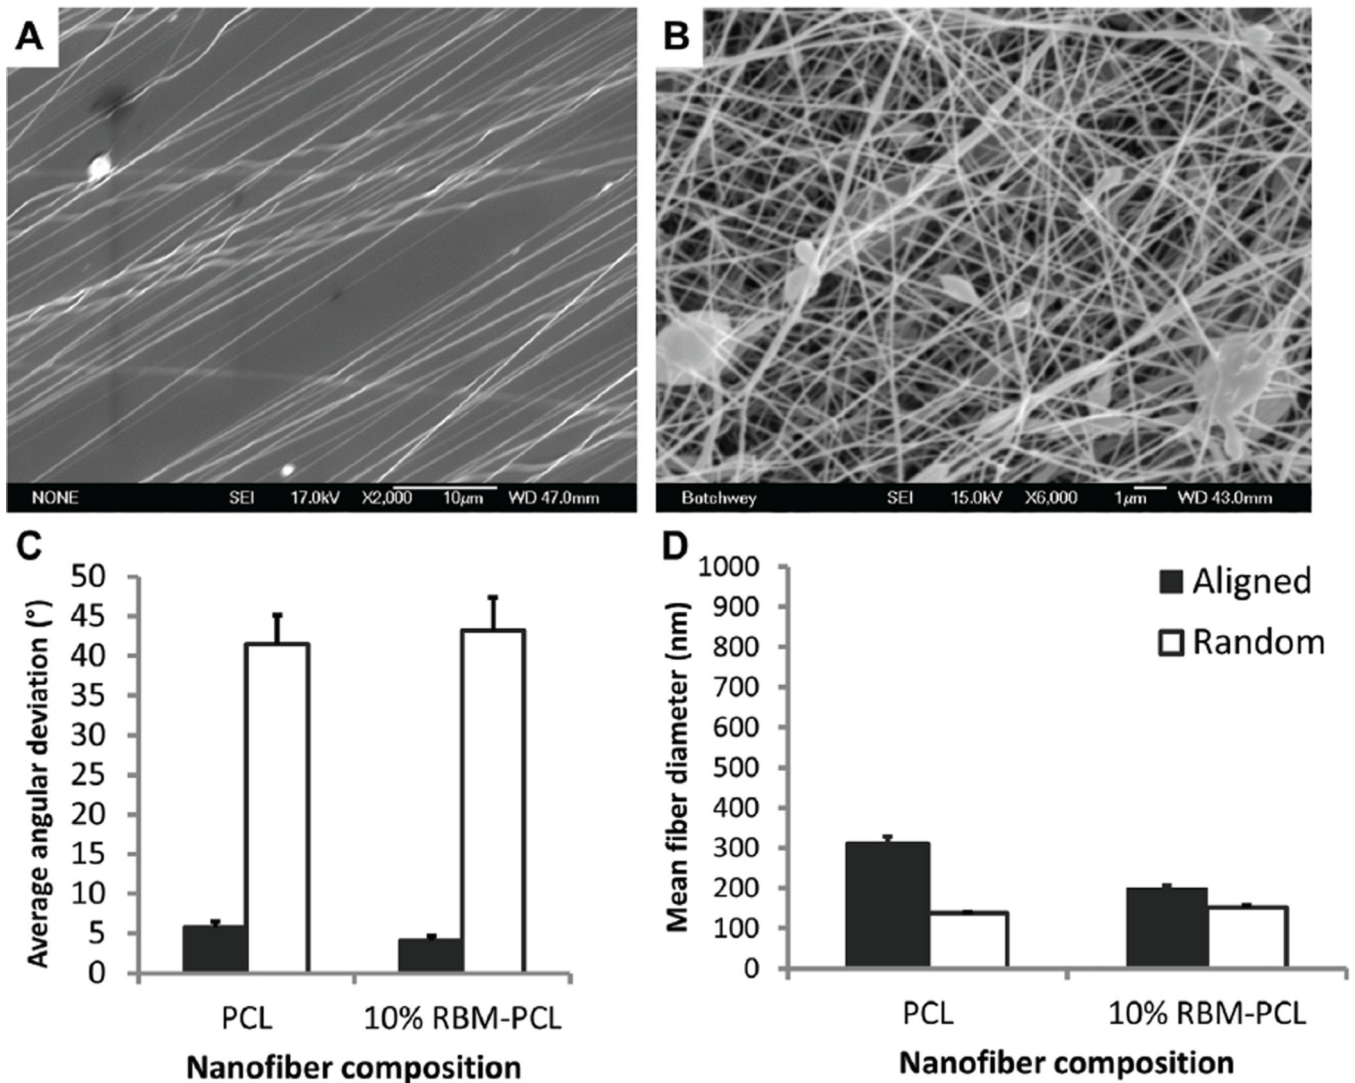 A
B
NONE SEI 17.0kV X2,000 10µm WD 47.0mm
Botchwey SEI 15.0kV X6,000 1µm WD 43.0mm
C
Average angular deviation (°)
50
45
40
35
30
25
20
15
10
5
0
PCL 10% RBM-PCL
Nanofiber composition
D
Mean fiber diameter (nm)
1000
900
800
700
600
500
400
300
200
100
0
Aligned
Random
PCL 10% RBM-PCL
Nanofiber composition